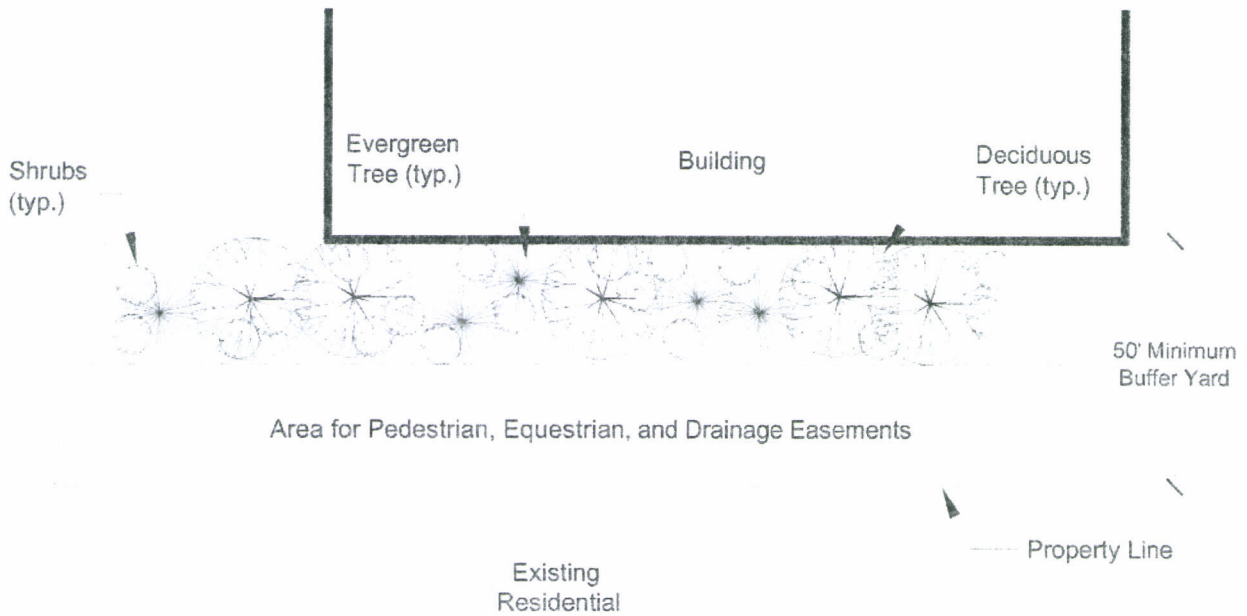 Shrubs
(typ.)
Evergreen
Tree (typ.)
Building
Deciduous
Tree (typ.)
50' Minimum
Buffer Yard
Area for Pedestrian, Equestrian, and Drainage Easements
Property Line
Existing
Residential